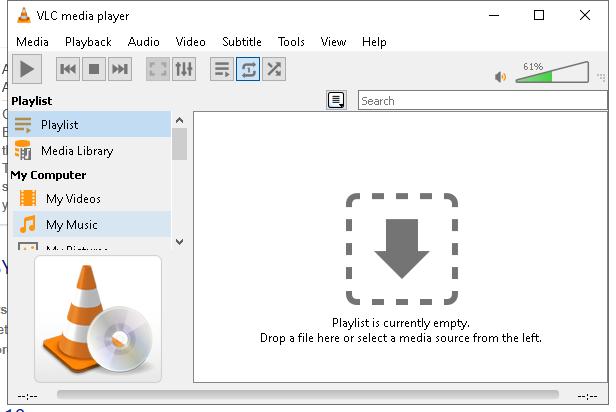 VLC media player
Media Playback Audio Video Subtitle Tools View Help
61%
Playlist
Search
Playlist
Media Library
My Computer
My Videos
My Music
Playlist is currently empty.
Drop a file here or select a media source from the left.
--:-- --:--